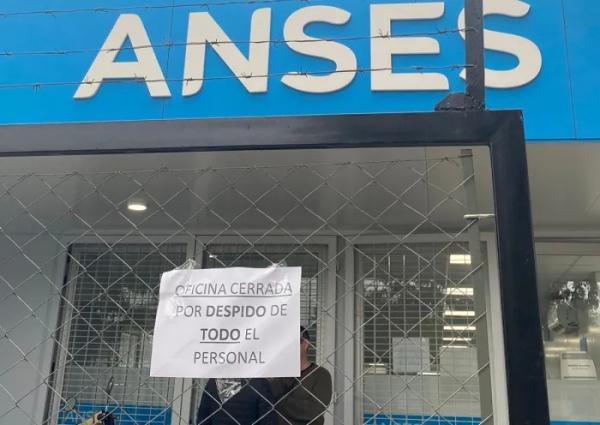 ANSES
OFICINA CERRADA
POR DESPIDO DE
TODO EL
PERSONAL